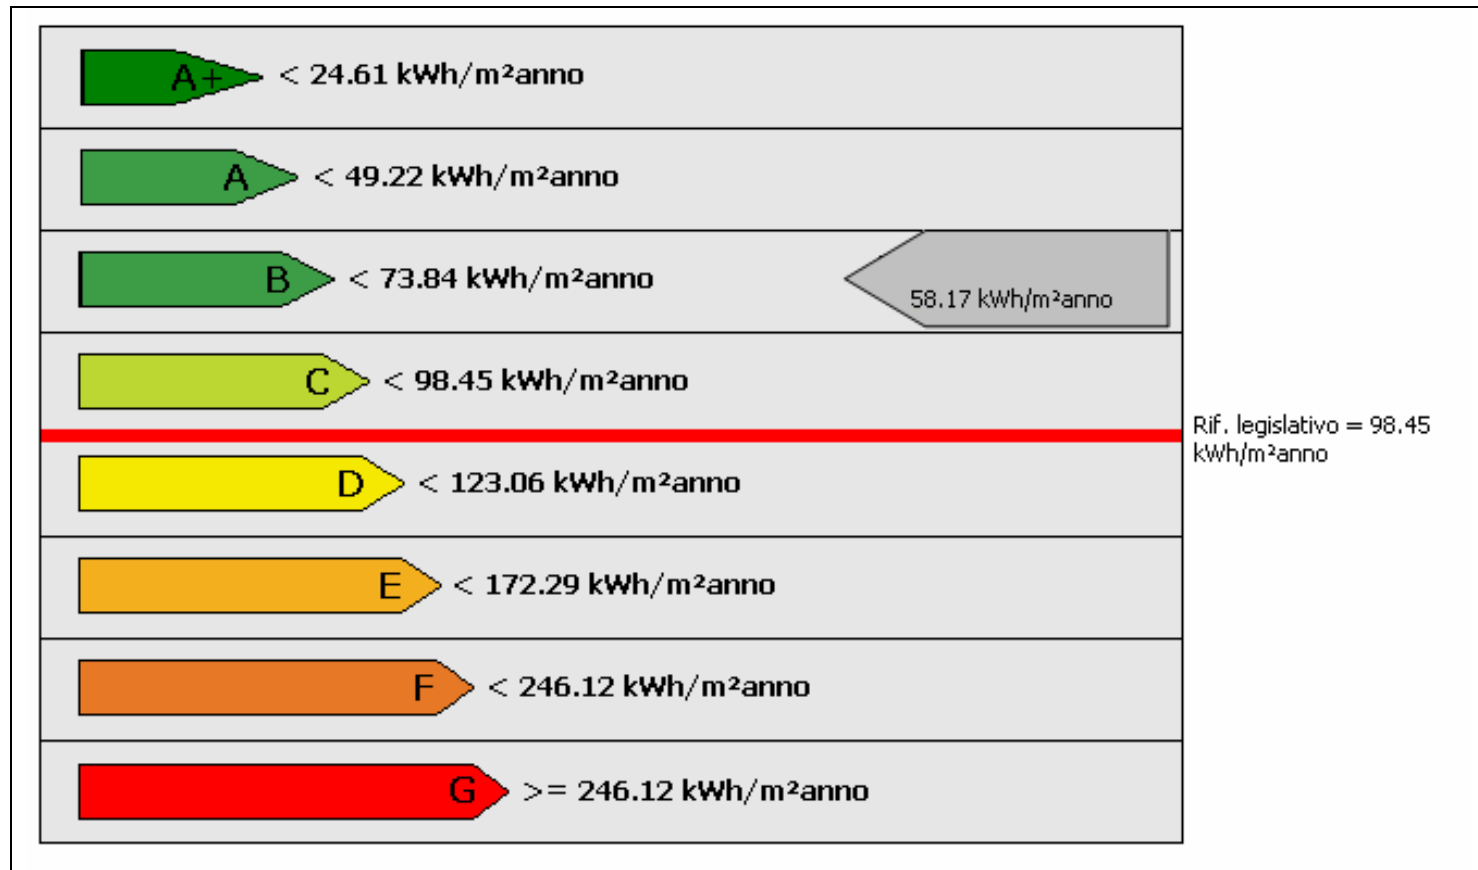 A+ < 24.61 kWh/m²anno
A < 49.22 kWh/m²anno
B < 73.84 kWh/m²anno
58.17 kWh/m²anno
C < 98.45 kWh/m²anno
Rif. legislativo = 98.45
kWh/m²anno
D < 123.06 kWh/m²anno
E < 172.29 kWh/m²anno
F < 246.12 kWh/m²anno
G >= 246.12 kWh/m²anno